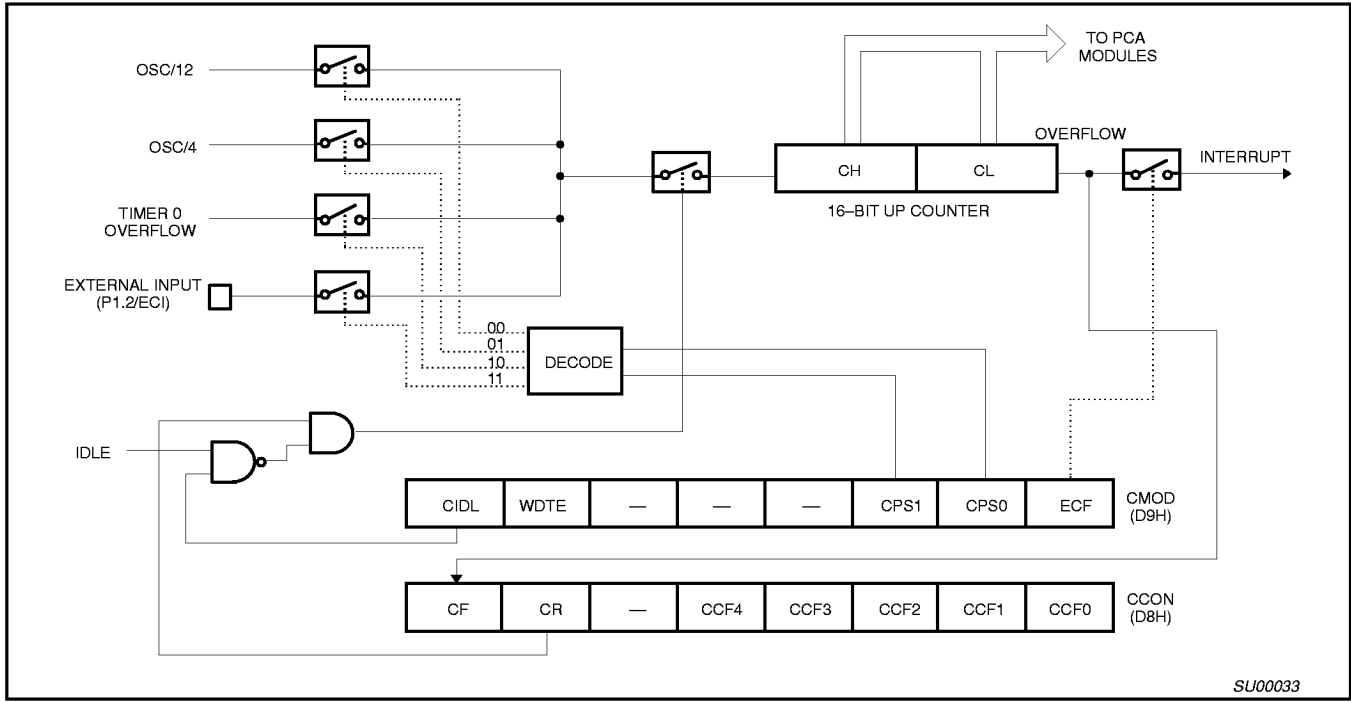 TO PCA
MODULES
OSC/12
OSC/4
OVERFLOW
CH
CL
INTERRUPT
TIMER 0
OVERFLOW
16–BIT UP COUNTER
EXTERNAL INPUT
(P1.2/ECI)
00
01
10
11
DECODE
IDLE
CIDL WDTE — — — CPS1 CPS0 ECF
CMOD
(D9H)
CF CR — CCF4 CCF3 CCF2 CCF1 CCF0
CCON
(D8H)
SU00033